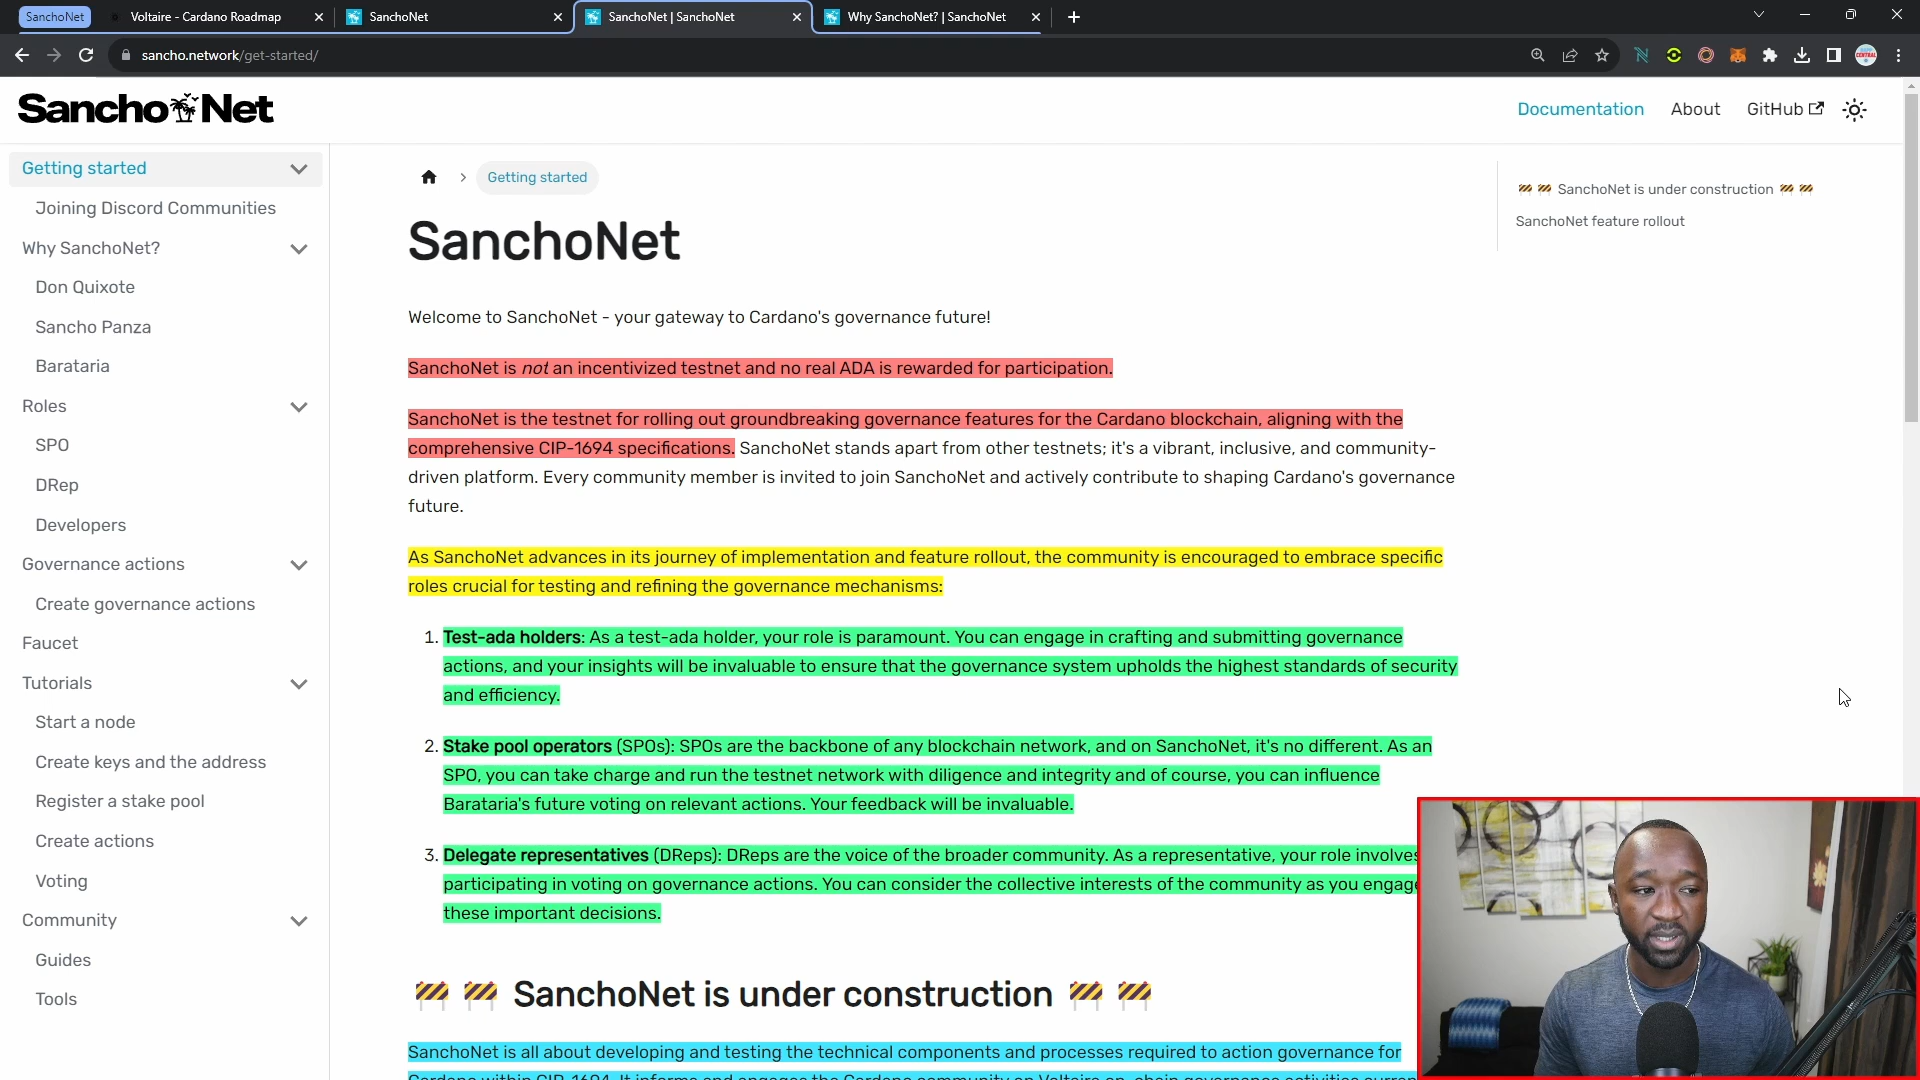 SanchoNet
Voltaire - Cardano Roadmap
SanchoNet
SanchoNet | SanchoNet
Why SanchoNet? | SanchoNet
sancho.network/get-started/
Sancho Net
Documentation
About
GitHub
Getting started
Joining Discord Communities
Why SanchoNet?
Don Quixote
Sancho Panza
Barataria
Roles
SPO
DRep
Developers
Governance actions
Create governance actions
Faucet
Tutorials
Start a node
Create keys and the address
Register a stake pool
Create actions
Voting
Community
Guides
Tools
Getting started
SanchoNet
Welcome to SanchoNet - your gateway to Cardano's governance future!
SanchoNet is not an incentivized testnet and no real ADA is rewarded for participation.
SanchoNet is the testnet for rolling out groundbreaking governance features for the Cardano blockchain, aligning with the
comprehensive CIP-1694 specifications. SanchoNet stands apart from other testnets; it's a vibrant, inclusive, and community-
driven platform. Every community member is invited to join SanchoNet and actively contribute to shaping Cardano's governance
future.
As SanchoNet advances in its journey of implementation and feature rollout, the community is encouraged to embrace specific
roles crucial for testing and refining the governance mechanisms:
1. Test-ada holders: As a test-ada holder, your role is paramount. You can engage in crafting and submitting governance
actions, and your insights will be invaluable to ensure that the governance system upholds the highest standards of security
and efficiency.
2. Stake pool operators (SPOs): SPOs are the backbone of any blockchain network, and on SanchoNet, it's no different. As an
SPO, you can take charge and run the testnet network with diligence and integrity and of course, you can influence
Barataria's future voting on relevant actions. Your feedback will be invaluable.
3. Delegate representatives (DReps): DReps are the voice of the broader community. As a representative, your role involves
participating in voting on governance actions. You can consider the collective interests of the community as you engage
these important decisions.
SanchoNet is under construction
SanchoNet is all about developing and testing the technical components and processes required to action governance for
SanchoNet is under construction
SanchoNet feature rollout